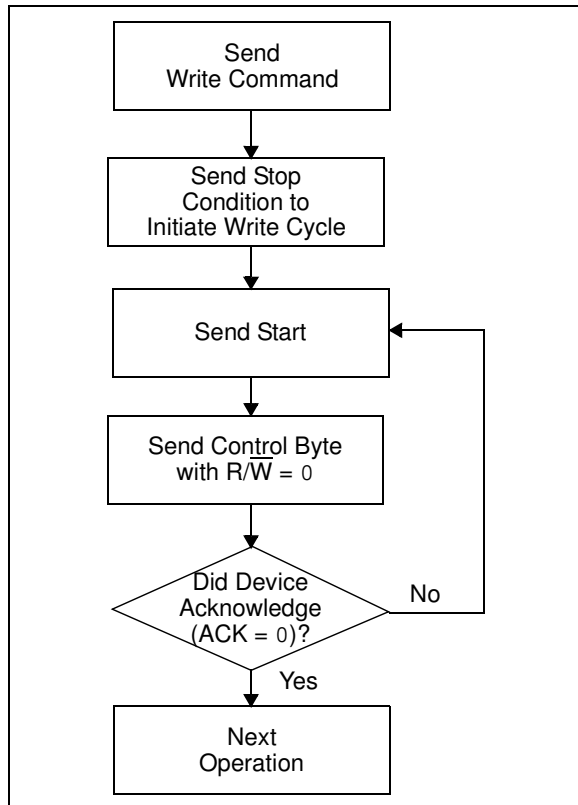 Send
Write Command
Send Stop
Condition to
Initiate Write Cycle
Send Start
Send Control Byte
with R/W̅ = 0
Did Device
Acknowledge
(ACK = 0)?
No
Yes
Next
Operation